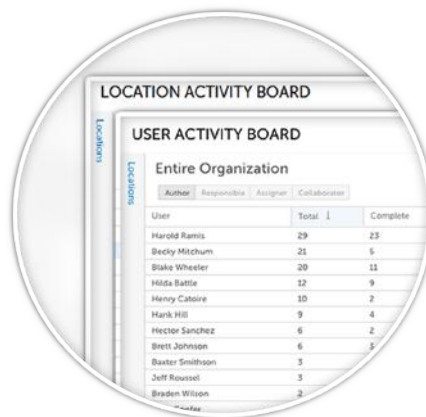 LOCATION ACTIVITY BOARD
Locations
USER ACTIVITY BOARD
Locations
Entire Organization
Author Responsible Assigner Collaborator
User Total ↓ Complete
Harold Ramis 29 23
Becky Mitchum 21 5
Blake Wheeler 20 11
Hilda Battle 12 9
Henry Catoire 10 2
Hank Hill 9 4
Hector Sanchez 6 2
Brett Johnson 6
Baxter Smithson 3
Jeff Roussel 3
Braden Wilson 2